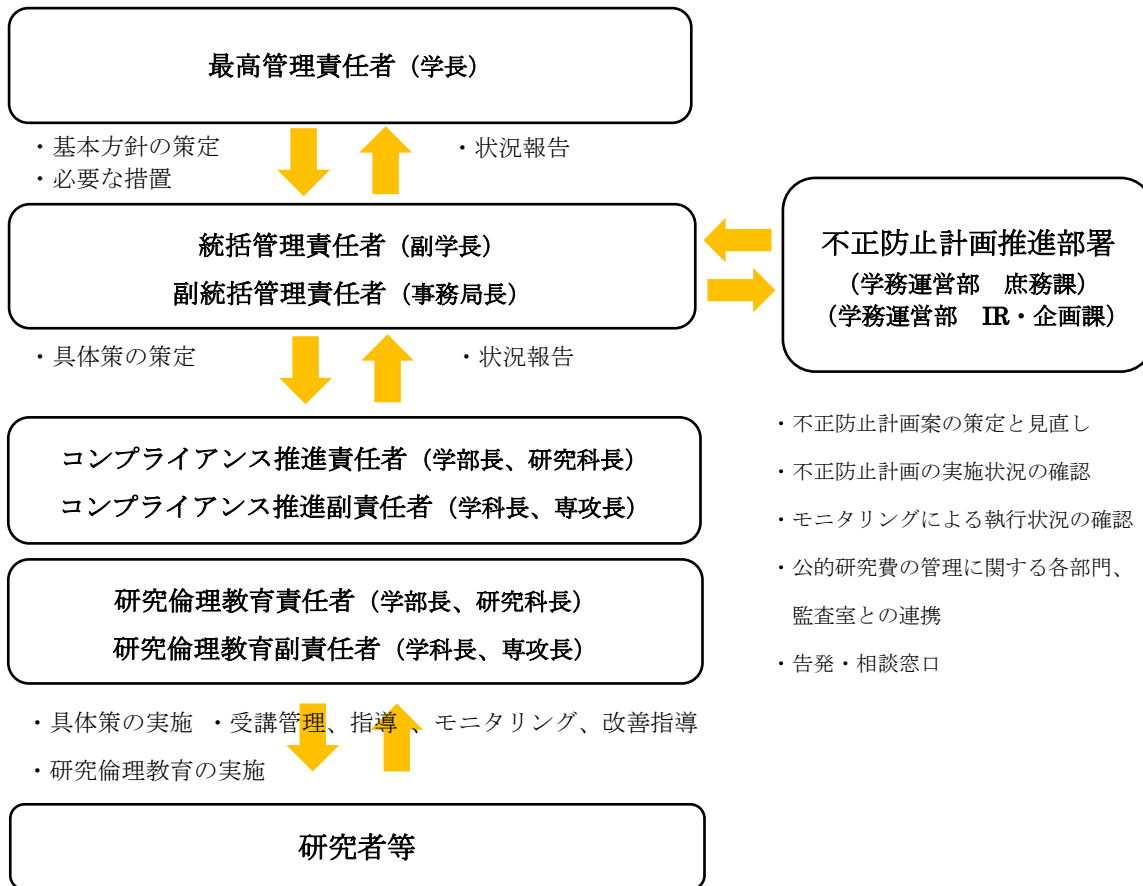 最高管理責任者（学長）
・基本方針の策定
・必要な措置
・状況報告
統括管理責任者（副学長）
副統括管理責任者（事務局長）
不正防止計画推進部署
（学務運営部　庶務課）
（学務運営部　IR・企画課）
・具体策の策定
・状況報告
・不正防止計画案の策定と見直し
・不正防止計画の実施状況の確認
・モニタリングによる執行状況の確認
・公的研究費の管理に関する各部門、
監査室との連携
・告発・相談窓口
コンプライアンス推進責任者（学部長、研究科長）
コンプライアンス推進副責任者（学科長、専攻長）
研究倫理教育責任者（学部長、研究科長）
研究倫理教育副責任者（学科長、専攻長）
・具体策の実施　・受講管理、指導　、モニタリング、改善指導
・研究倫理教育の実施
研究者等